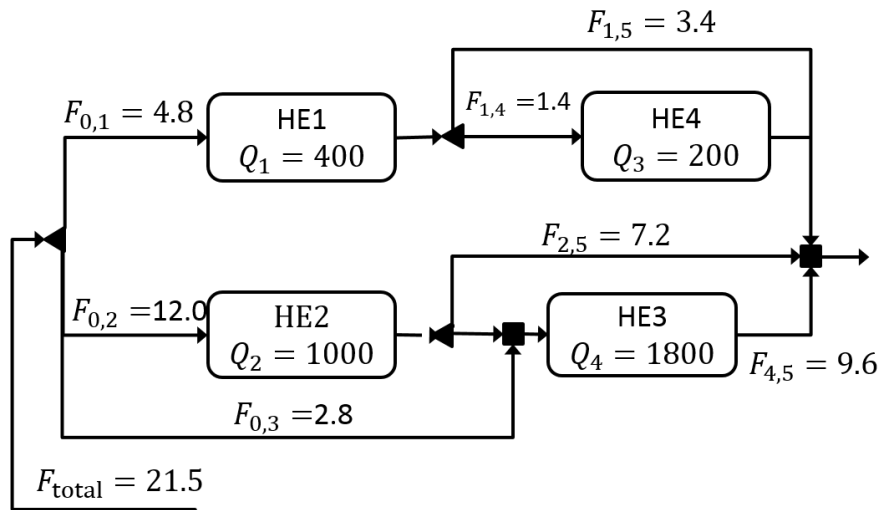 F1,5 = 3.4
F0,1 = 4.8
HE1
Q1 = 400
F1,4 =1.4
HE4
Q3 = 200
F2,5 = 7.2
F0,2 =12.0
HE2
Q2 = 1000
HE3
Q4 = 1800
F4,5 = 9.6
F0,3 =2.8
Ftotal = 21.5